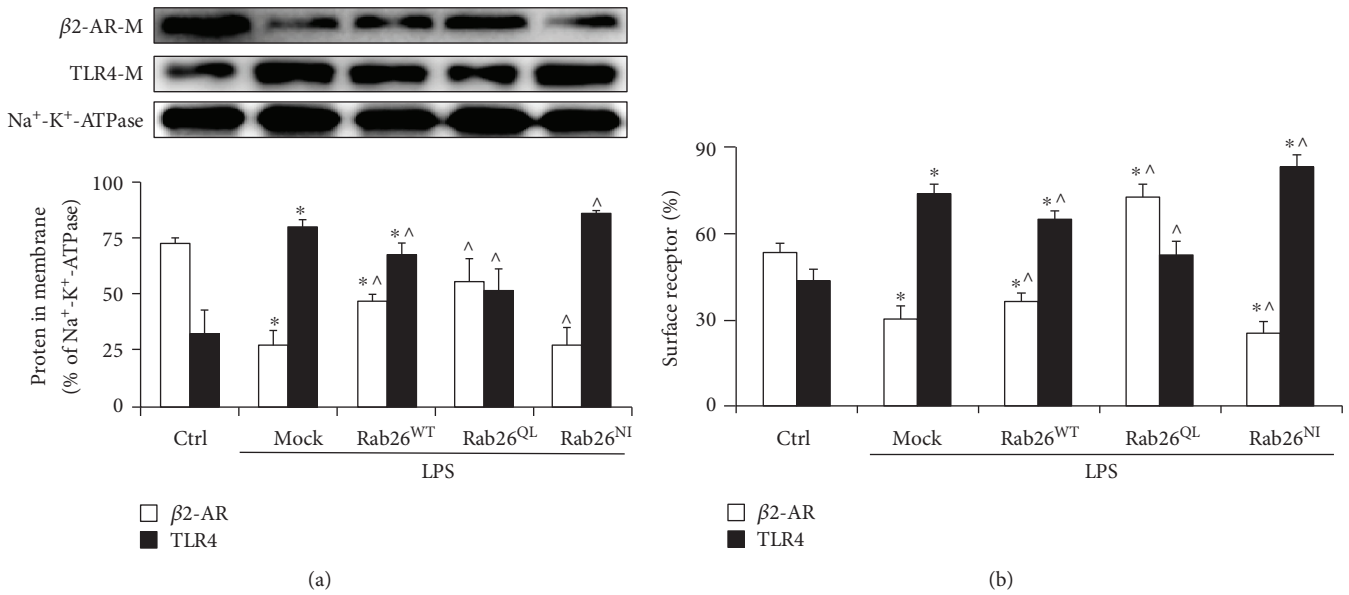 β2-AR-M
TLR4-M
Na⁺-K⁺-ATPase
Proten in membrane
(% of Na⁺-K⁺-ATPase)
100
75
50
25
0
* * * ^ * ^ ^ ^ ^ ^
Ctrl Mock Rab26ᵂᵀ Rab26ᵠᴸ Rab26ᴺᴵ
LPS
β2-AR
TLR4
(a)
Surface receptor (%)
90
60
30
0
* * * ^ * ^ * ^ ^ * ^ * ^
Ctrl Mock Rab26ᵂᵀ Rab26ᵠᴸ Rab26ᴺᴵ
LPS
β2-AR
TLR4
(b)